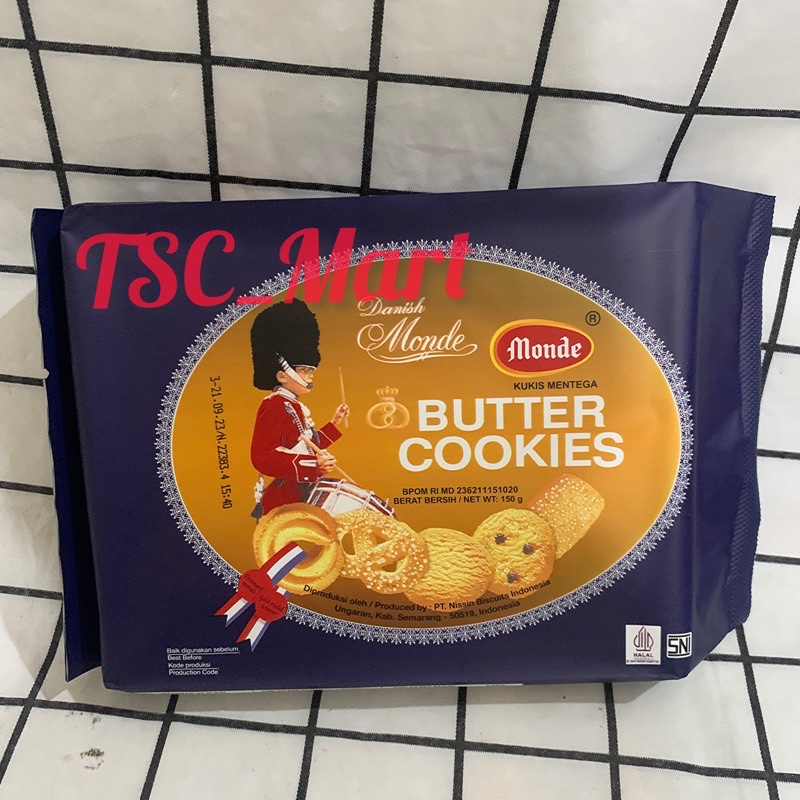 TSC_Mart
Danish
Monde
Monde
®
KUKIS MENTEGA
BUTTER
COOKIES
BPOM RI MD 236211151020
BERAT BERSIH / NET WT: 150 g
3-21.09.23/N.22383.4 15:40
Diproduksi oleh / Produced by : PT. Nissin Biscuits Indonesia
Ungaran, Kab. Semarang - 50519, Indonesia
Baik digunakan sebelum
Best Before
Kode produksi
Production Code
HALAL
SNI